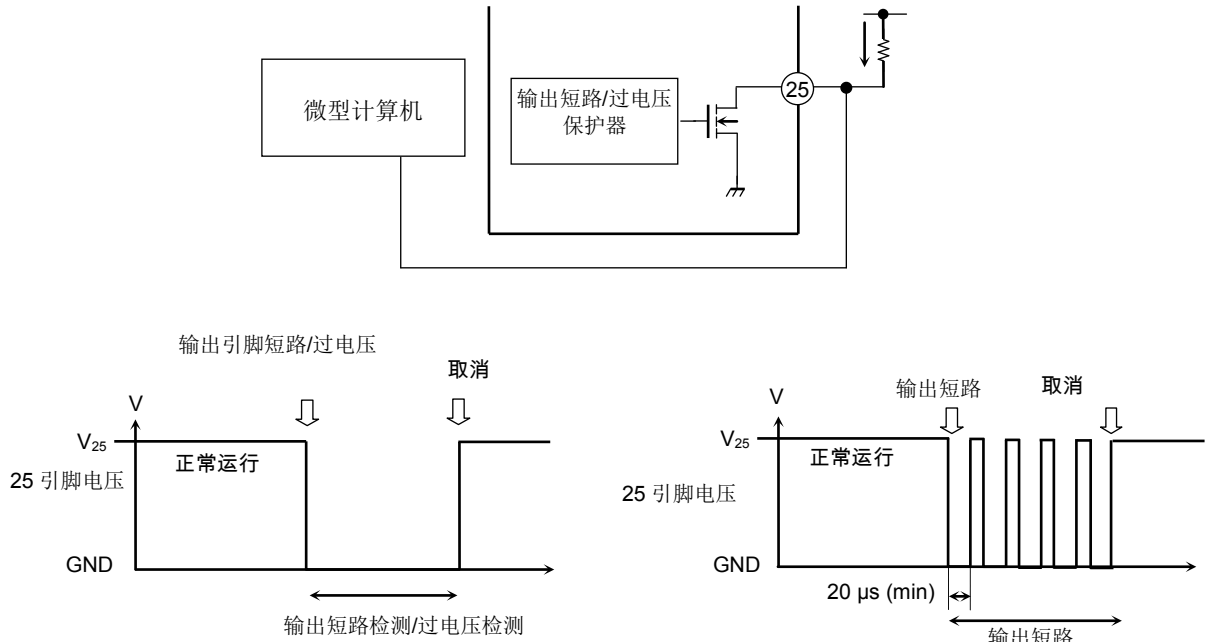 微型计算机
输出短路/过电压
保护器
25
输出引脚短路/过电压
取消
V
V25
正常运行
25 引脚电压
GND
输出短路检测/过电压检测
输出短路
取消
V
V25
正常运行
25 引脚电压
GND
20 µs (min)
输出短路